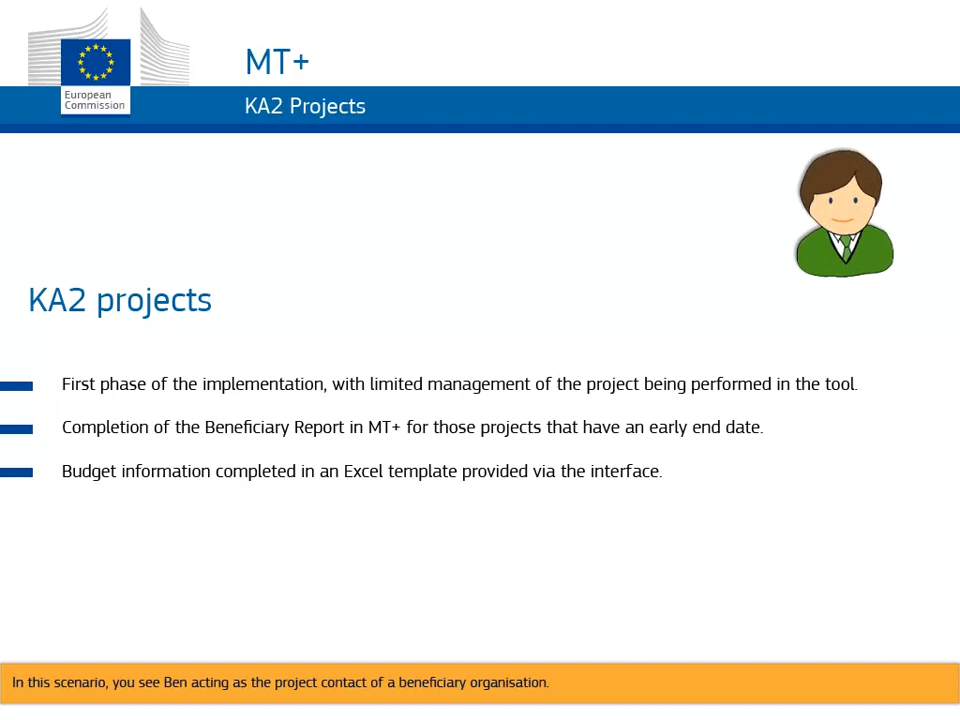 MT+
European
Commission
KA2 Projects
KA2 projects
First phase of the implementation, with limited management of the project being performed in the tool.
Completion of the Beneficiary Report in MT+ for those projects that have an early end date.
Budget information completed in an Excel template provided via the interface.
In this scenario, you see Ben acting as the project contact of a beneficiary organisation.